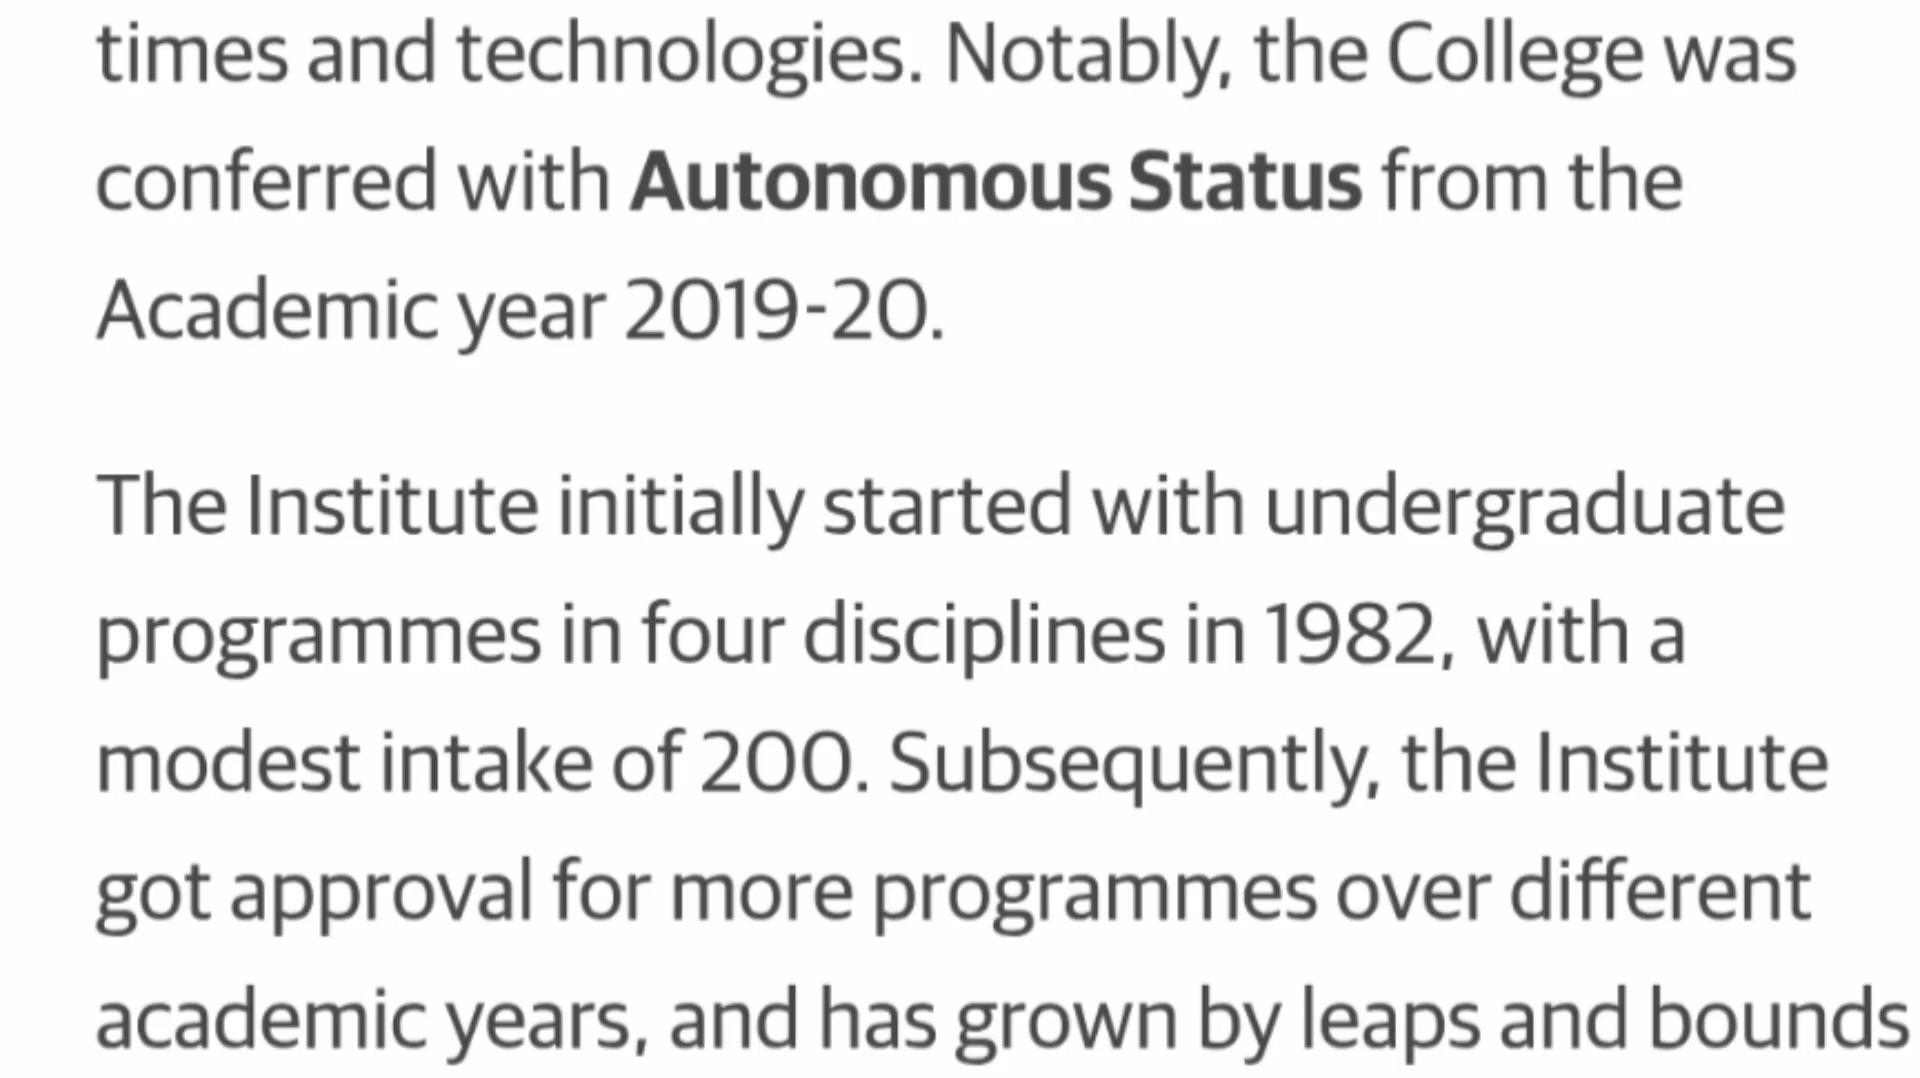 times and technologies. Notably, the College was
conferred with Autonomous Status from the
Academic year 2019-20.
The Institute initially started with undergraduate
programmes in four disciplines in 1982, with a
modest intake of 200. Subsequently, the Institute
got approval for more programmes over different
academic years, and has grown by leaps and bounds